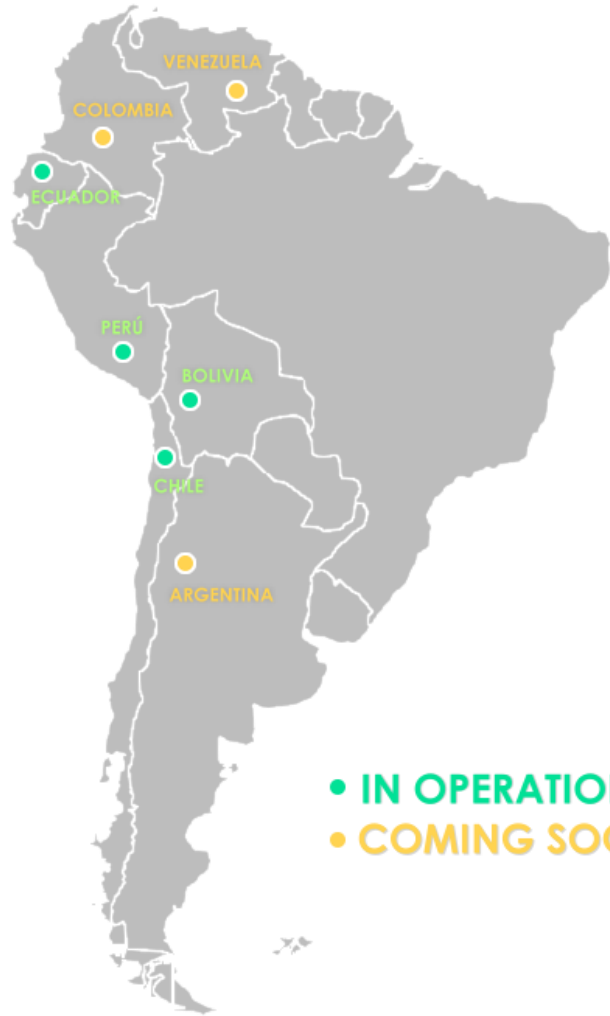 VENEZUELA
COLOMBIA
ECUADOR
PERÚ
BOLIVIA
CHILE
ARGENTINA
IN OPERATIO
COMING SOO